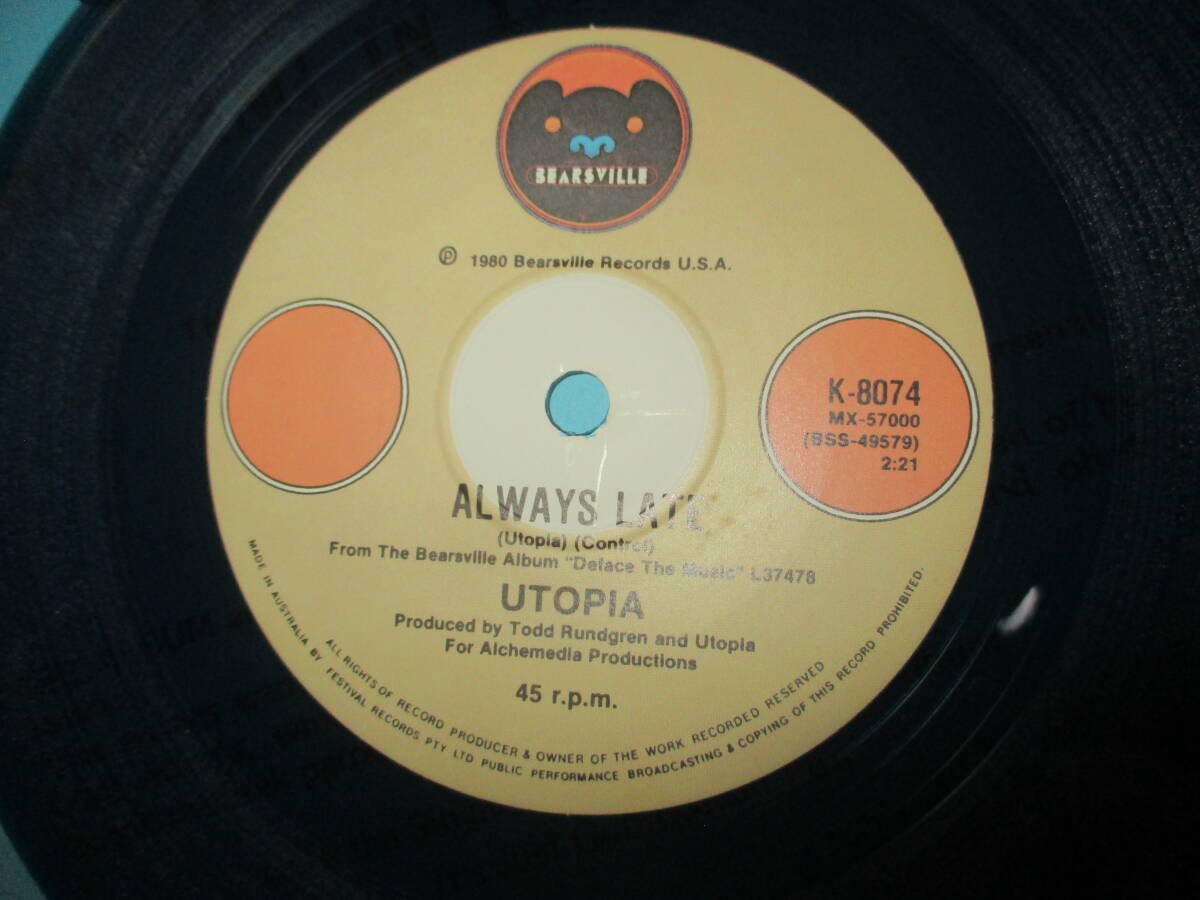 BEARSVILLE
℗ 1980 Bearsville Records U.S.A.
K-8074
MX-57000
(BSS-49579)
2:21
ALWAYS LATE
(Utopia) (Control)
From The Bearsville Album "Deface The Music" L37478
UTOPIA
Produced by Todd Rundgren and Utopia
For Alchemedia Productions
45 r.p.m.
ALL RIGHTS OF RECORD PRODUCER & OWNER OF THE WORK RECORDED RESERVED
MADE IN AUSTRALIA BY FESTIVAL RECORDS PTY LTD PUBLIC PERFORMANCE BROADCASTING & COPYING OF THIS RECORD PROHIBITED.